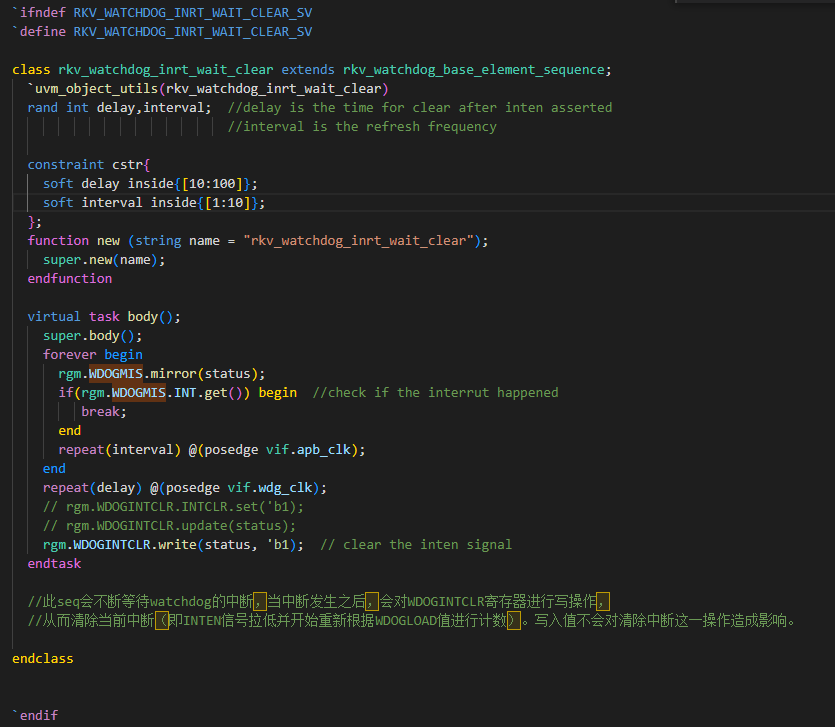 `ifndef RKV_WATCHDOG_INRT_WAIT_CLEAR_SV
`define RKV_WATCHDOG_INRT_WAIT_CLEAR_SV
class rkv_watchdog_inrt_wait_clear extends rkv_watchdog_base_element_sequence;
`uvm_object_utils(rkv_watchdog_inrt_wait_clear)
rand int delay,interval;  //delay is the time for clear after inten asserted
//interval is the refresh frequency
constraint cstr{
soft delay inside{[10:100]};
soft interval inside{[1:10]};
};
function new (string name = "rkv_watchdog_inrt_wait_clear");
super.new(name);
endfunction
virtual task body();
super.body();
forever begin
rgm.WDOGMIS.mirror(status);
if(rgm.WDOGMIS.INT.get()) begin  //check if the interrut happened
break;
end
repeat(interval) @(posedge vif.apb_clk);
end
repeat(delay) @(posedge vif.wdg_clk);
// rgm.WDOGINTCLR.INTCLR.set('b1);
// rgm.WDOGINTCLR.update(status);
rgm.WDOGINTCLR.write(status, 'b1);  // clear the inten signal
endtask
//此seq会不断等待watchdog的中断，当中断发生之后，会对WDOGINTCLR寄存器进行写操作，
//从而清除当前中断（即INTEN信号拉低并开始重新根据WDOGLOAD值进行计数）。写入值不会对清除中断这一操作造成影响。
endclass
`endif